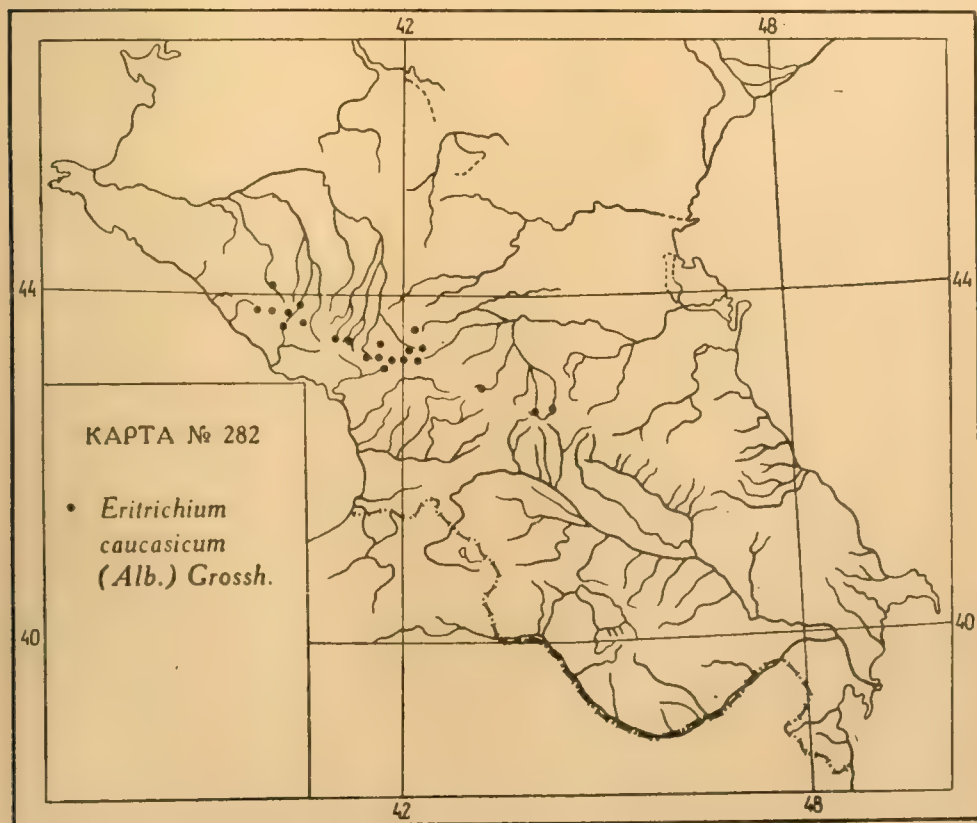 42 48
44 44
КАРТА № 282
• Eritrichium
caucasicum
(Alb.) Grossh.
40 40
42 48